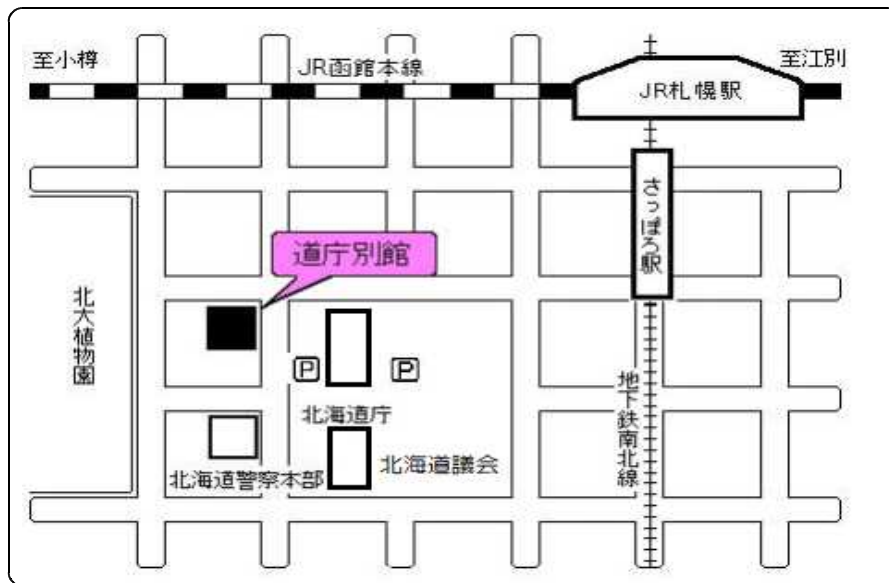 至小樽
JR函館本線
至江別
JR札幌駅
さっぽろ駅
道庁別館
北大植物園
P
P
地下鉄南北線
北海道庁
北海道議会
北海道警察本部